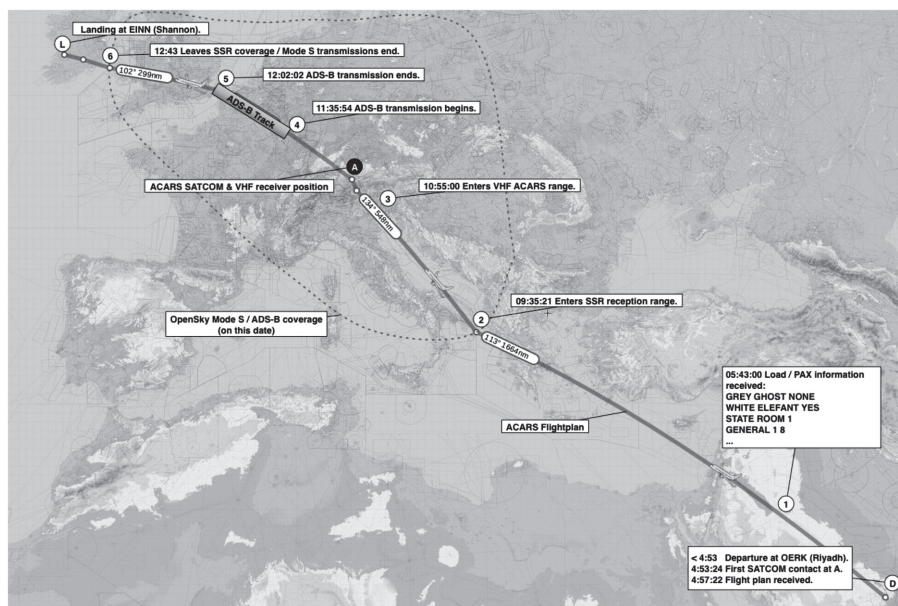 Landing at EINN (Shannon).
L
6
12:43 Leaves SSR coverage / Mode S transmissions end.
102° 299nm
5
12:02:02 ADS-B transmission ends.
ADS-B Track
4
11:35:54 ADS-B transmission begins.
A
ACARS SATCOM & VHF receiver position
3
10:55:00 Enters VHF ACARS range.
134° 548nm
09:35:21 Enters SSR reception range.
OpenSky Mode S / ADS-B coverage
(on this date)
2
113° 1664nm
05:43:00 Load / PAX information
received:
GREY GHOST NONE
WHITE ELEFANT YES
STATE ROOM 1
GENERAL 1 8
...
ACARS Flightplan
1
< 4:53 Departure at OERK (Riyadh).
4:53:24 First SATCOM contact at A.
4:57:22 Flight plan received.
D